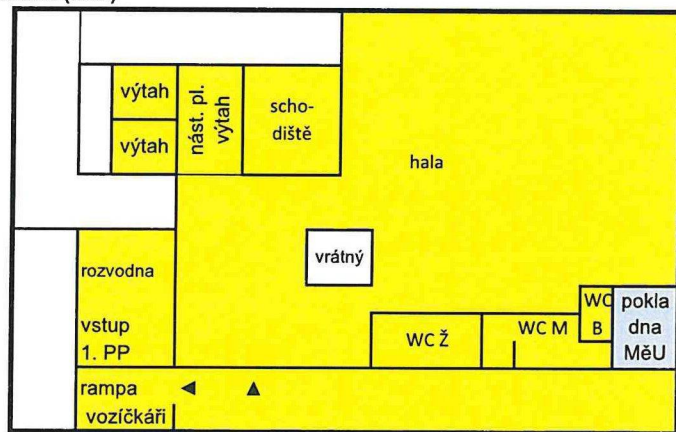 výtah
výtah
nást. pl.
výtah
scho-
diště
hala
vrátný
rozvodna
vstup
1. PP
WC Ž
WC M
WC
B
pokla
dna
MěU
rampa
vozíčkáři